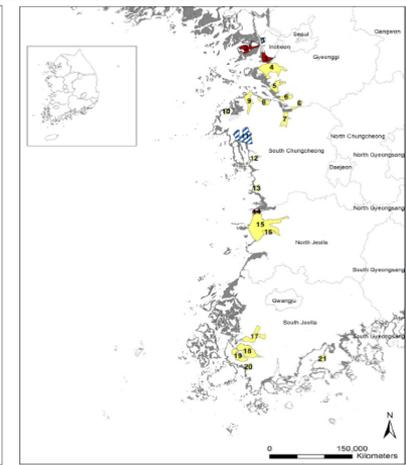 Seoul
Gangwon
Incheon
Gyeonggi
4
5
6
6
9
8
7
10
North Chungcheong
South Chungcheong
North Gyeongsang
12
Daejeon
13
North Gyeongsang
14
15
16
North Jeolla
South Gyeongsang
Gwangju
South Jeolla
17
South Gyeongsang
18
19
21
20
N
0 150,000
Kilometers